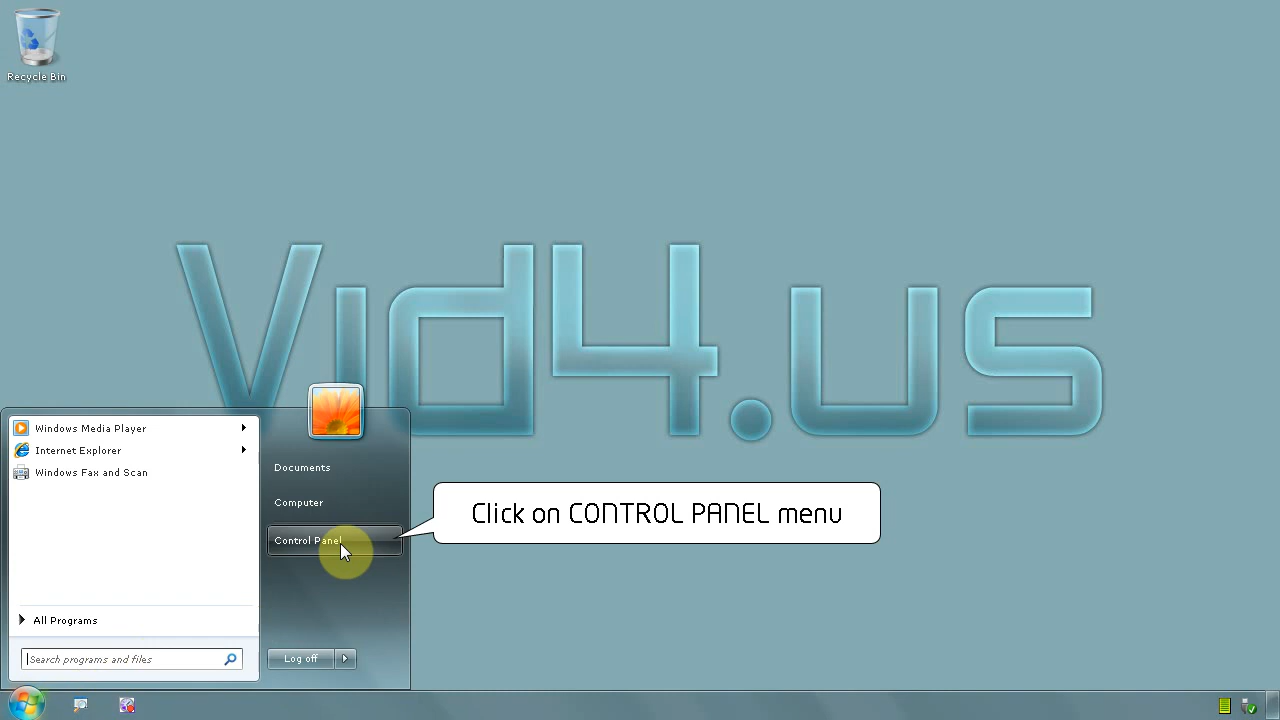 Recycle Bin
Vid4.us
Windows Media Player
Internet Explorer
Windows Fax and Scan
All Programs
Search programs and files
Documents
Computer
Control Panel
Log off
Click on CONTROL PANEL menu